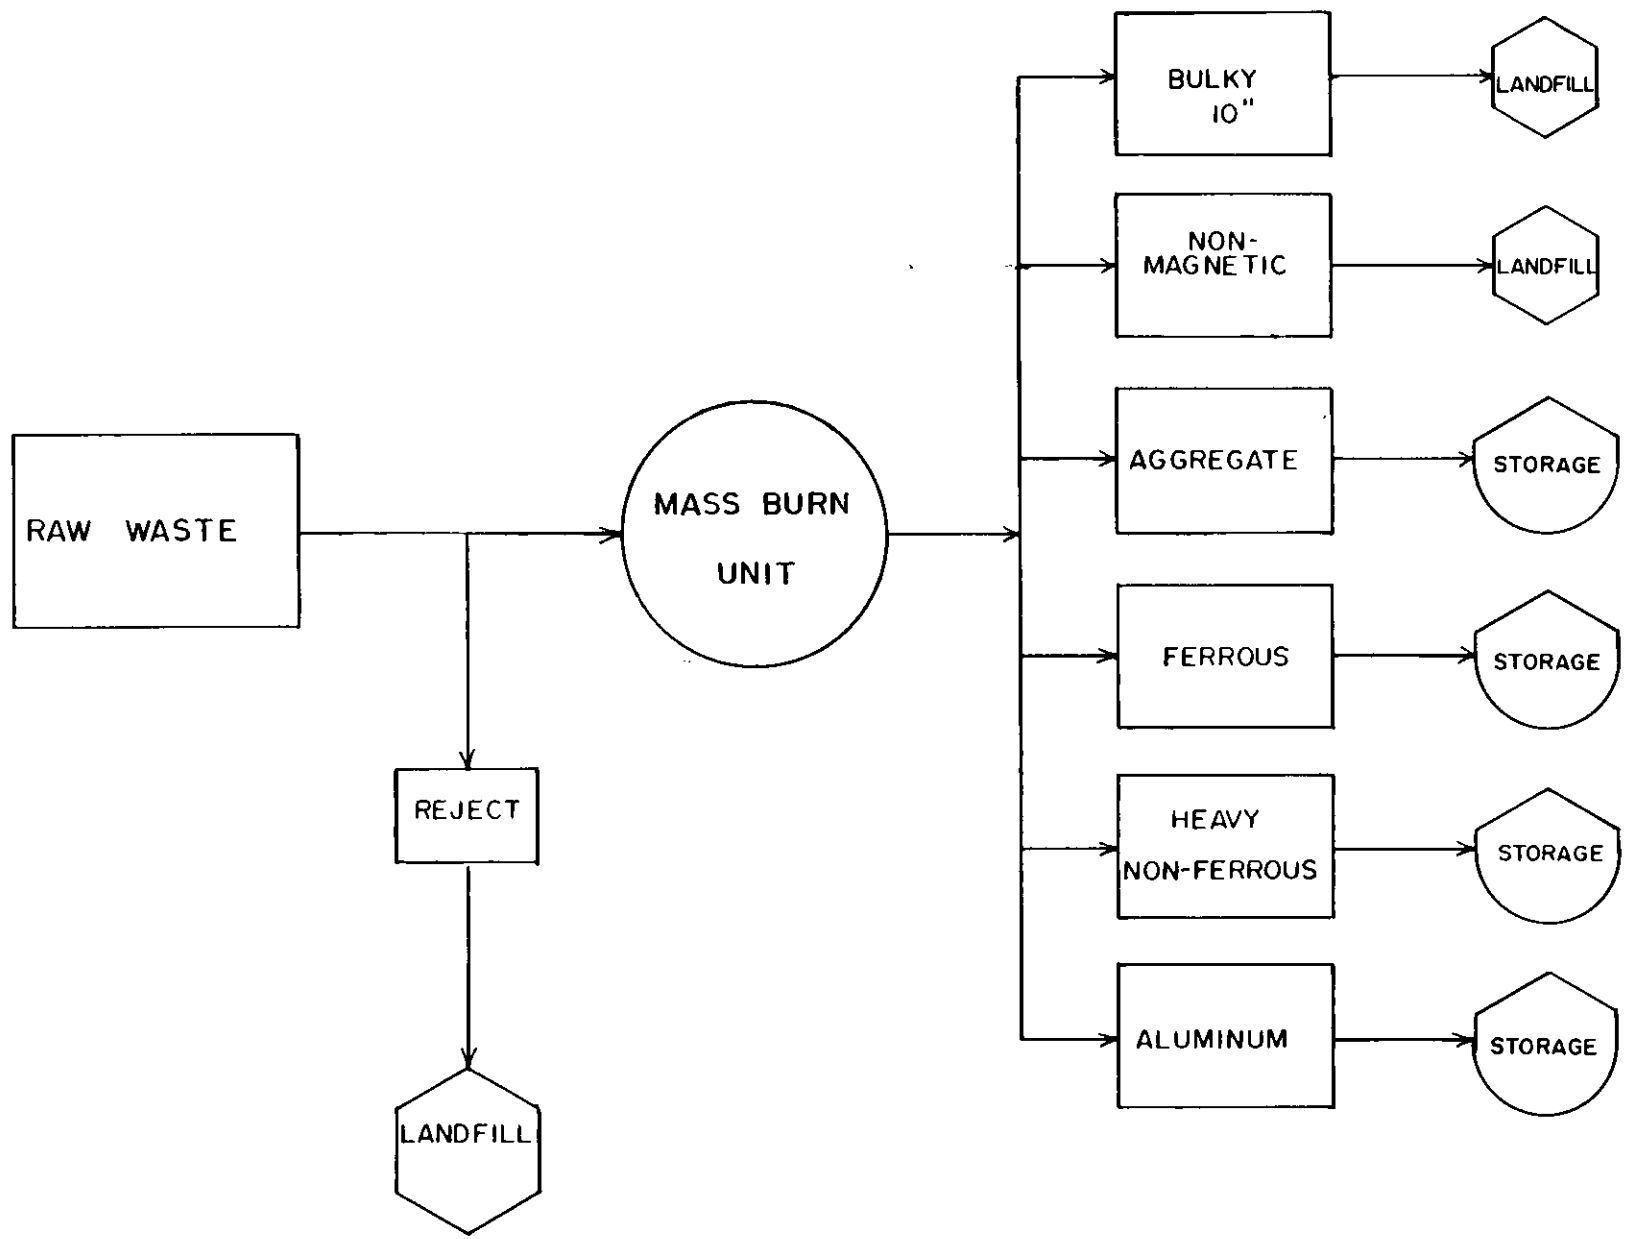 BULKY
10"
LANDFILL
NON-
MAGNETIC
LANDFILL
AGGREGATE
STORAGE
RAW WASTE
MASS BURN
UNIT
FERROUS
STORAGE
REJECT
HEAVY
NON-FERROUS
STORAGE
ALUMINUM
STORAGE
LANDFILL